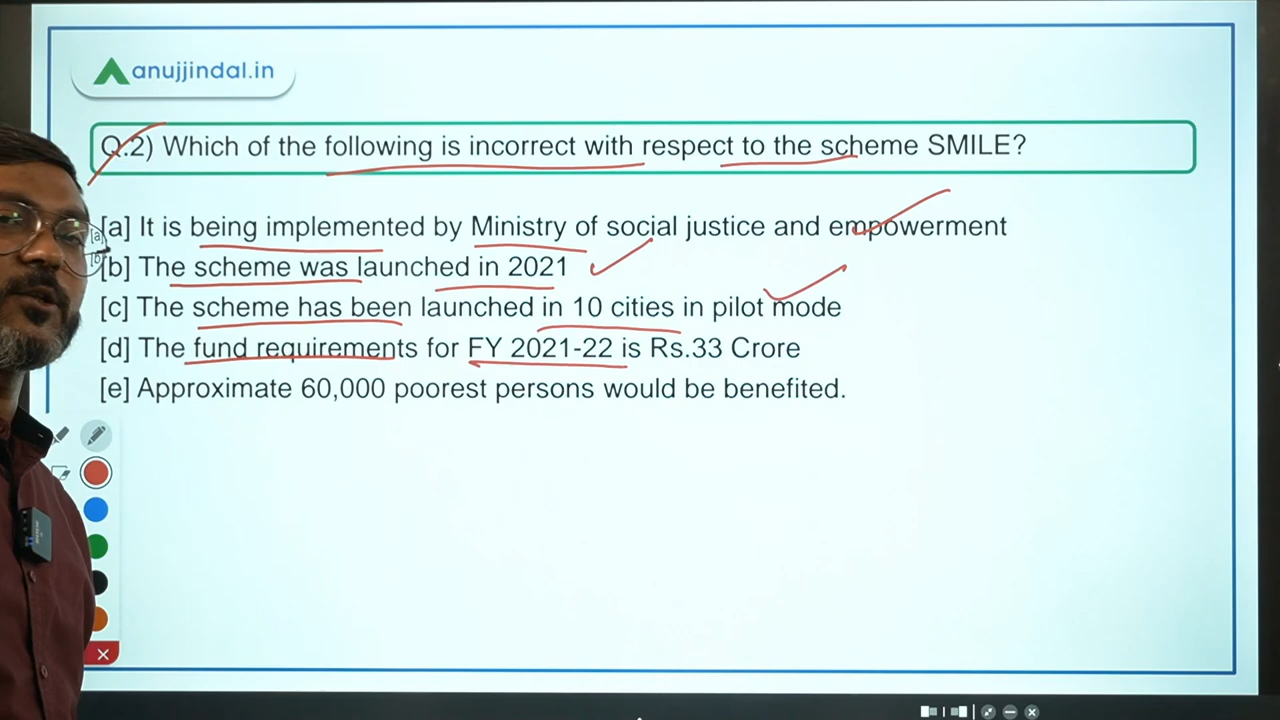 anujjindal.in
Q.2) Which of the following is incorrect with respect to the scheme SMILE?
[a] It is being implemented by Ministry of social justice and empowerment
[b] The scheme was launched in 2021
[c] The scheme has been launched in 10 cities in pilot mode
[d] The fund requirements for FY 2021-22 is Rs.33 Crore
[e] Approximate 60,000 poorest persons would be benefited.